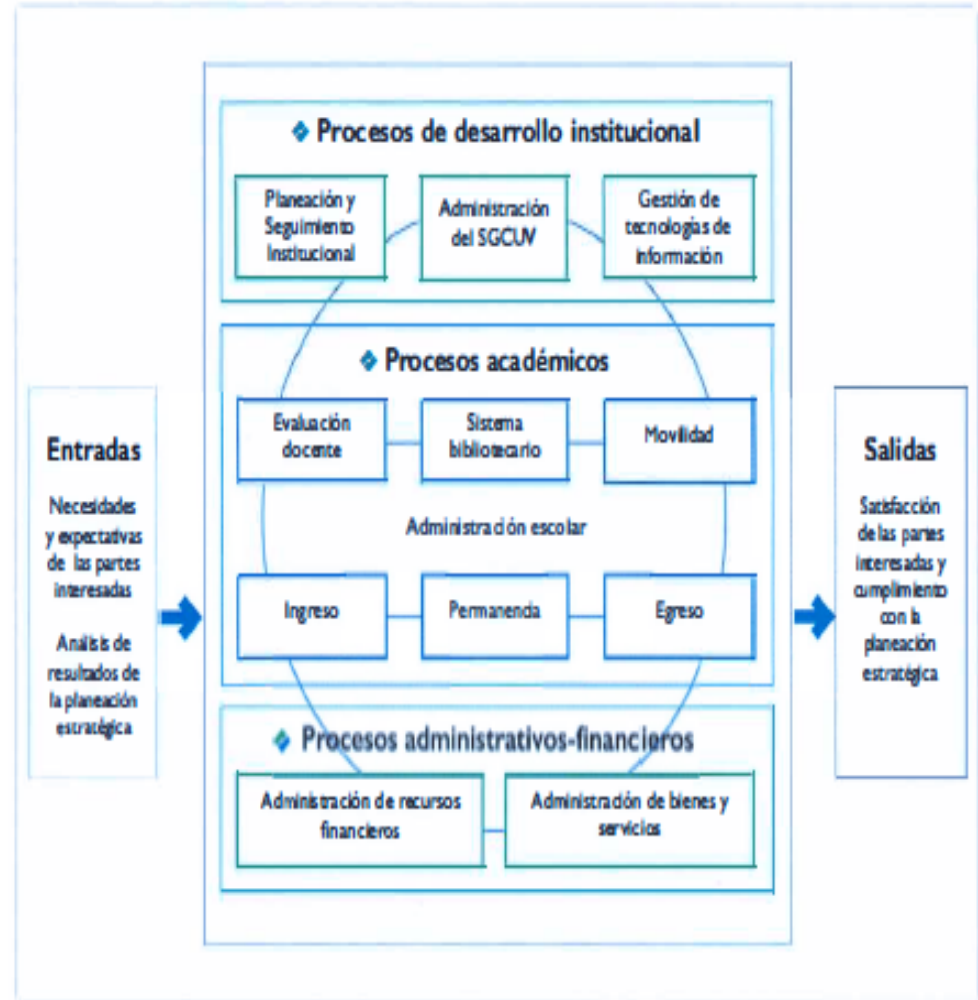 Procesos de desarrollo institucional
Planeación y
Seguimiento
Institucional
Administración
del SGCUV
Gestión de
tecnologías de
información
Procesos académicos
Evaluación
docente
Sistema
bibliotecario
Movilidad
Administración escolar
Ingreso
Permanencia
Egreso
Procesos administrativos-financieros
Administración de recursos
financieros
Administración de bienes y
servicios
Entradas
Necesidades
y expectativas
de las partes
interesadas
Análisis de
resultados de
la planeación
estratégica
Salidas
Satisfacción
de las partes
interesadas y
cumplimiento
con la
planeación
estratégica